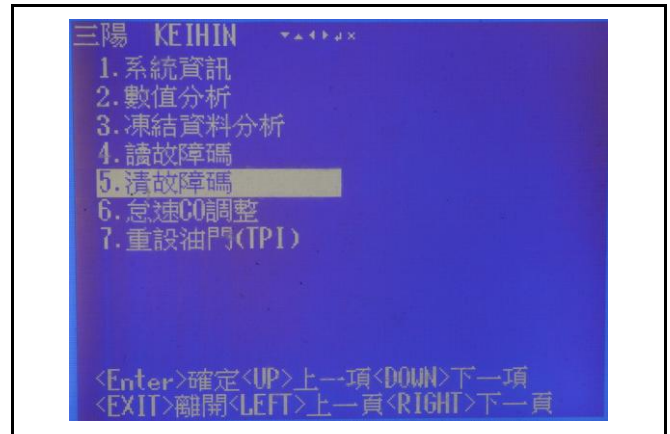 三陽 KEIHIN ▼▲◀▶↲×
1.系統資訊
2.數值分析
3.凍結資料分析
4.讀故障碼
5.清故障碼
6.怠速CO調整
7.重設油門(TPI)
<Enter>確定<UP>上一項<DOWN>下一項
<EXIT>離開<LEFT>上一頁<RIGHT>下一頁